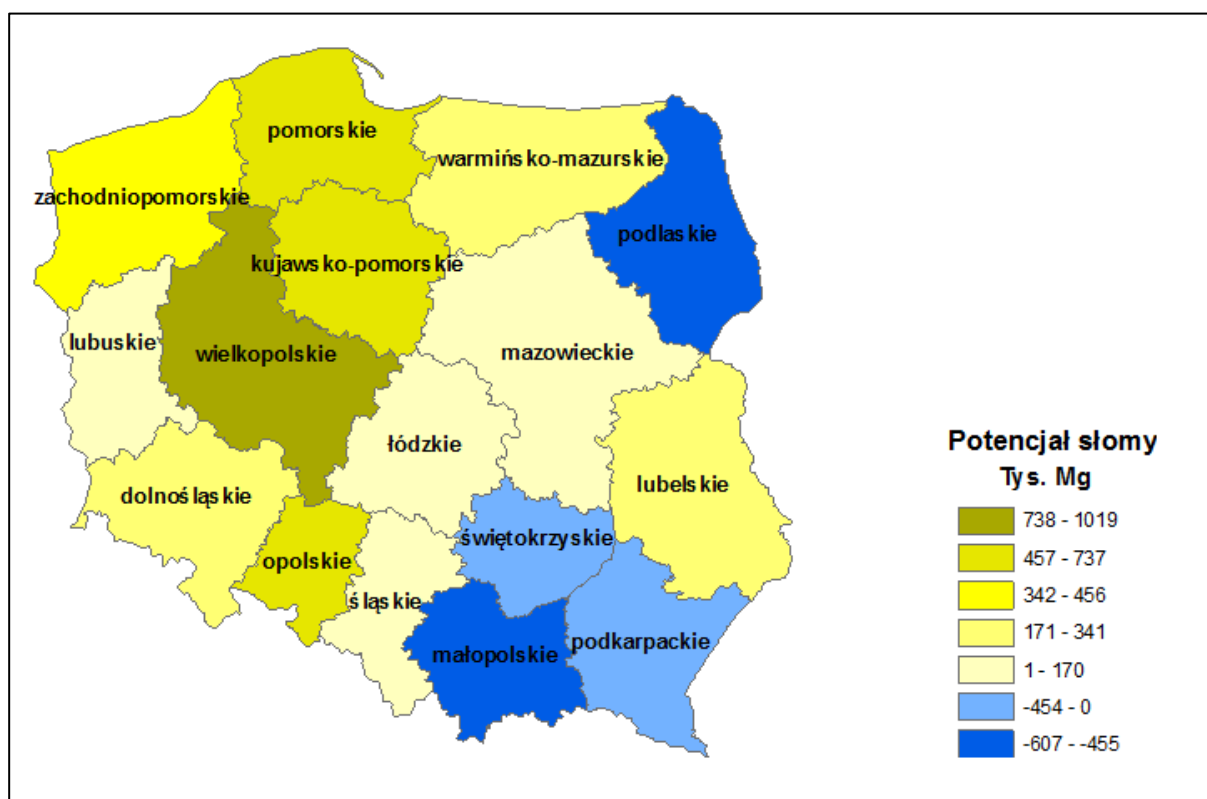 pomorskie
warmińsko-mazurskie
zachodniopomorskie
podlaskie
kujawsko-pomorskie
lubuskie
wielkopolskie
mazowieckie
łódzkie
dolnośląskie
lubelskie
świętokrzyskie
opolskie
śląskie
podkarpackie
małopolskie
Potencjał słomy
Tys. Mg
738 - 1019
457 - 737
342 - 456
171 - 341
1 - 170
-454 - 0
-607 - -455